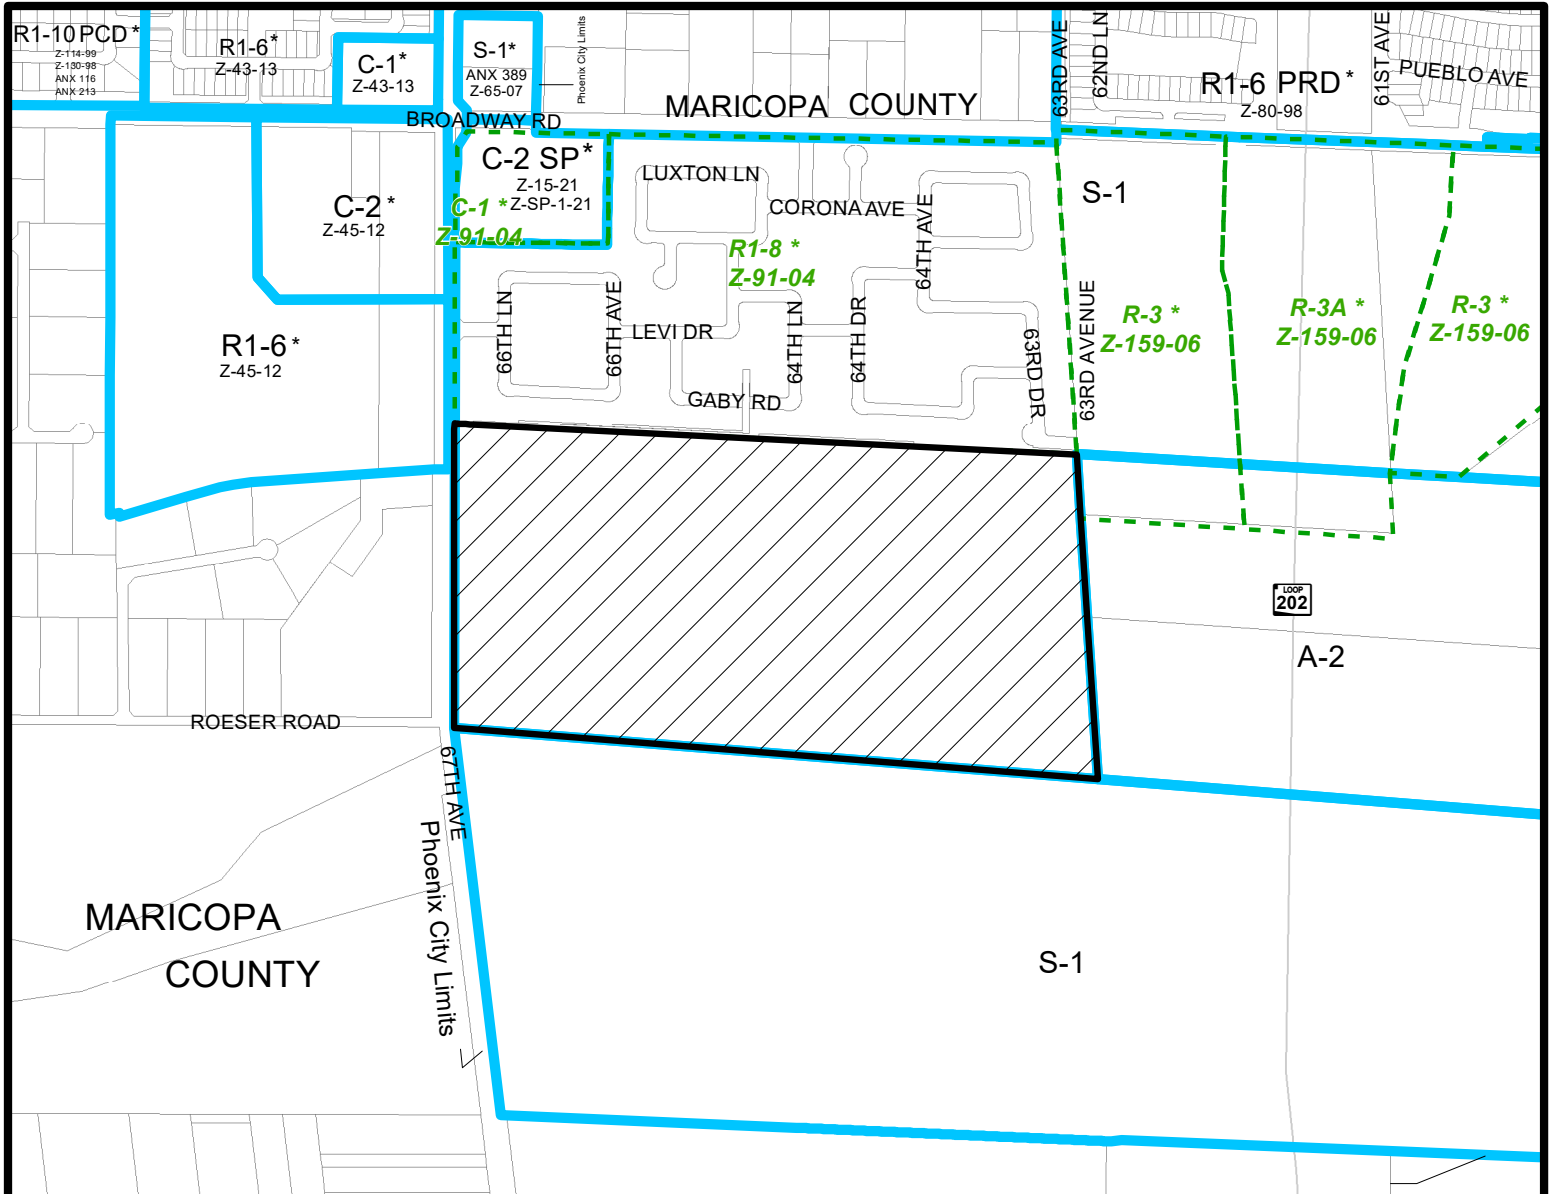 R1-10 PCD *
Z-114-99
Z-130-98
ANX 116
ANX 213
R1-6 *
Z-43-13
C-1 *
Z-43-13
S-1 *
ANX 389
Z-65-07
Phoenix City Limits
MARICOPA COUNTY
63RD AVE
62ND LN
R1-6 PRD *
Z-80-98
61ST AVE
PUEBLO AVE
BROADWAY RD
C-2 SP *
Z-15-21
Z-SP-1-21
C-1 *
Z-91-04
C-2 *
Z-45-12
R1-6 *
Z-45-12
LUXTON LN
CORONA AVE
64TH AVE
R1-8 *
Z-91-04
66TH LN
66TH AVE
LEVI DR
64TH LN
64TH DR
GABY RD
63RD DR
63RD AVENUE
S-1
R-3 *
Z-159-06
R-3A *
Z-159-06
R-3 *
Z-159-06
LOOP
202
A-2
ROESER ROAD
67TH AVE
Phoenix City Limits
MARICOPA
COUNTY
S-1